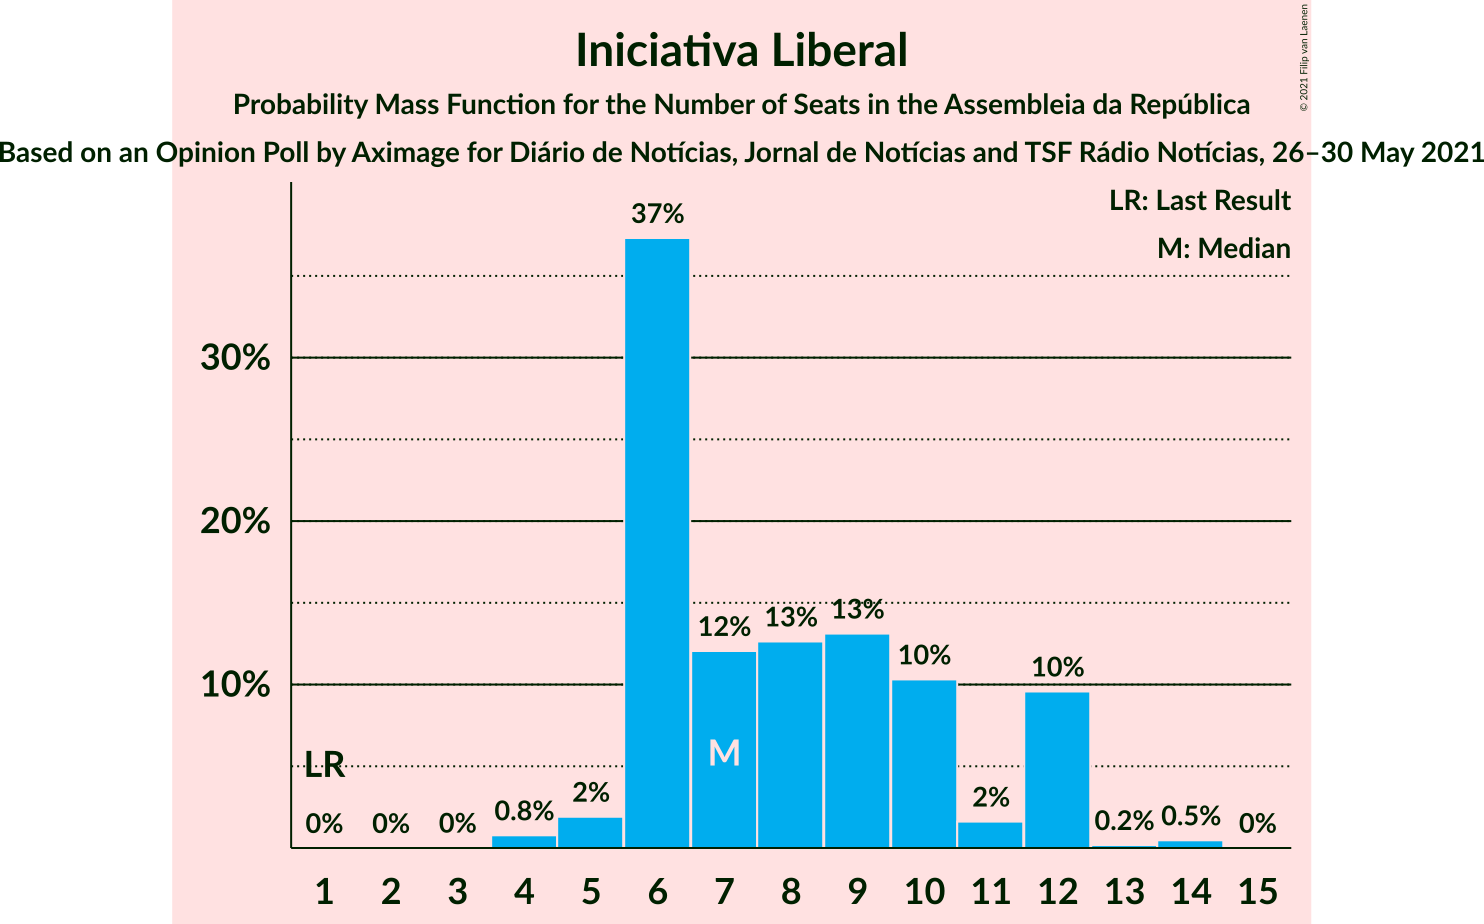 Iniciativa Liberal
Probability Mass Function for the Number of Seats in the Assembleia da República
Based on an Opinion Poll by Aximage for Diário de Notícias, Jornal de Notícias and TSF Rádio Notícias, 26–30 May 2021
© 2021 Filip van Laenen
LR: Last Result
M: Median
37%
30%
20%
13%
13%
12%
10%
10%
10%
M
LR
2%
2%
0.8%
0.5%
0.2%
0% 0% 0% 0%
1 2 3 4 5 6 7 8 9 10 11 12 13 14 15